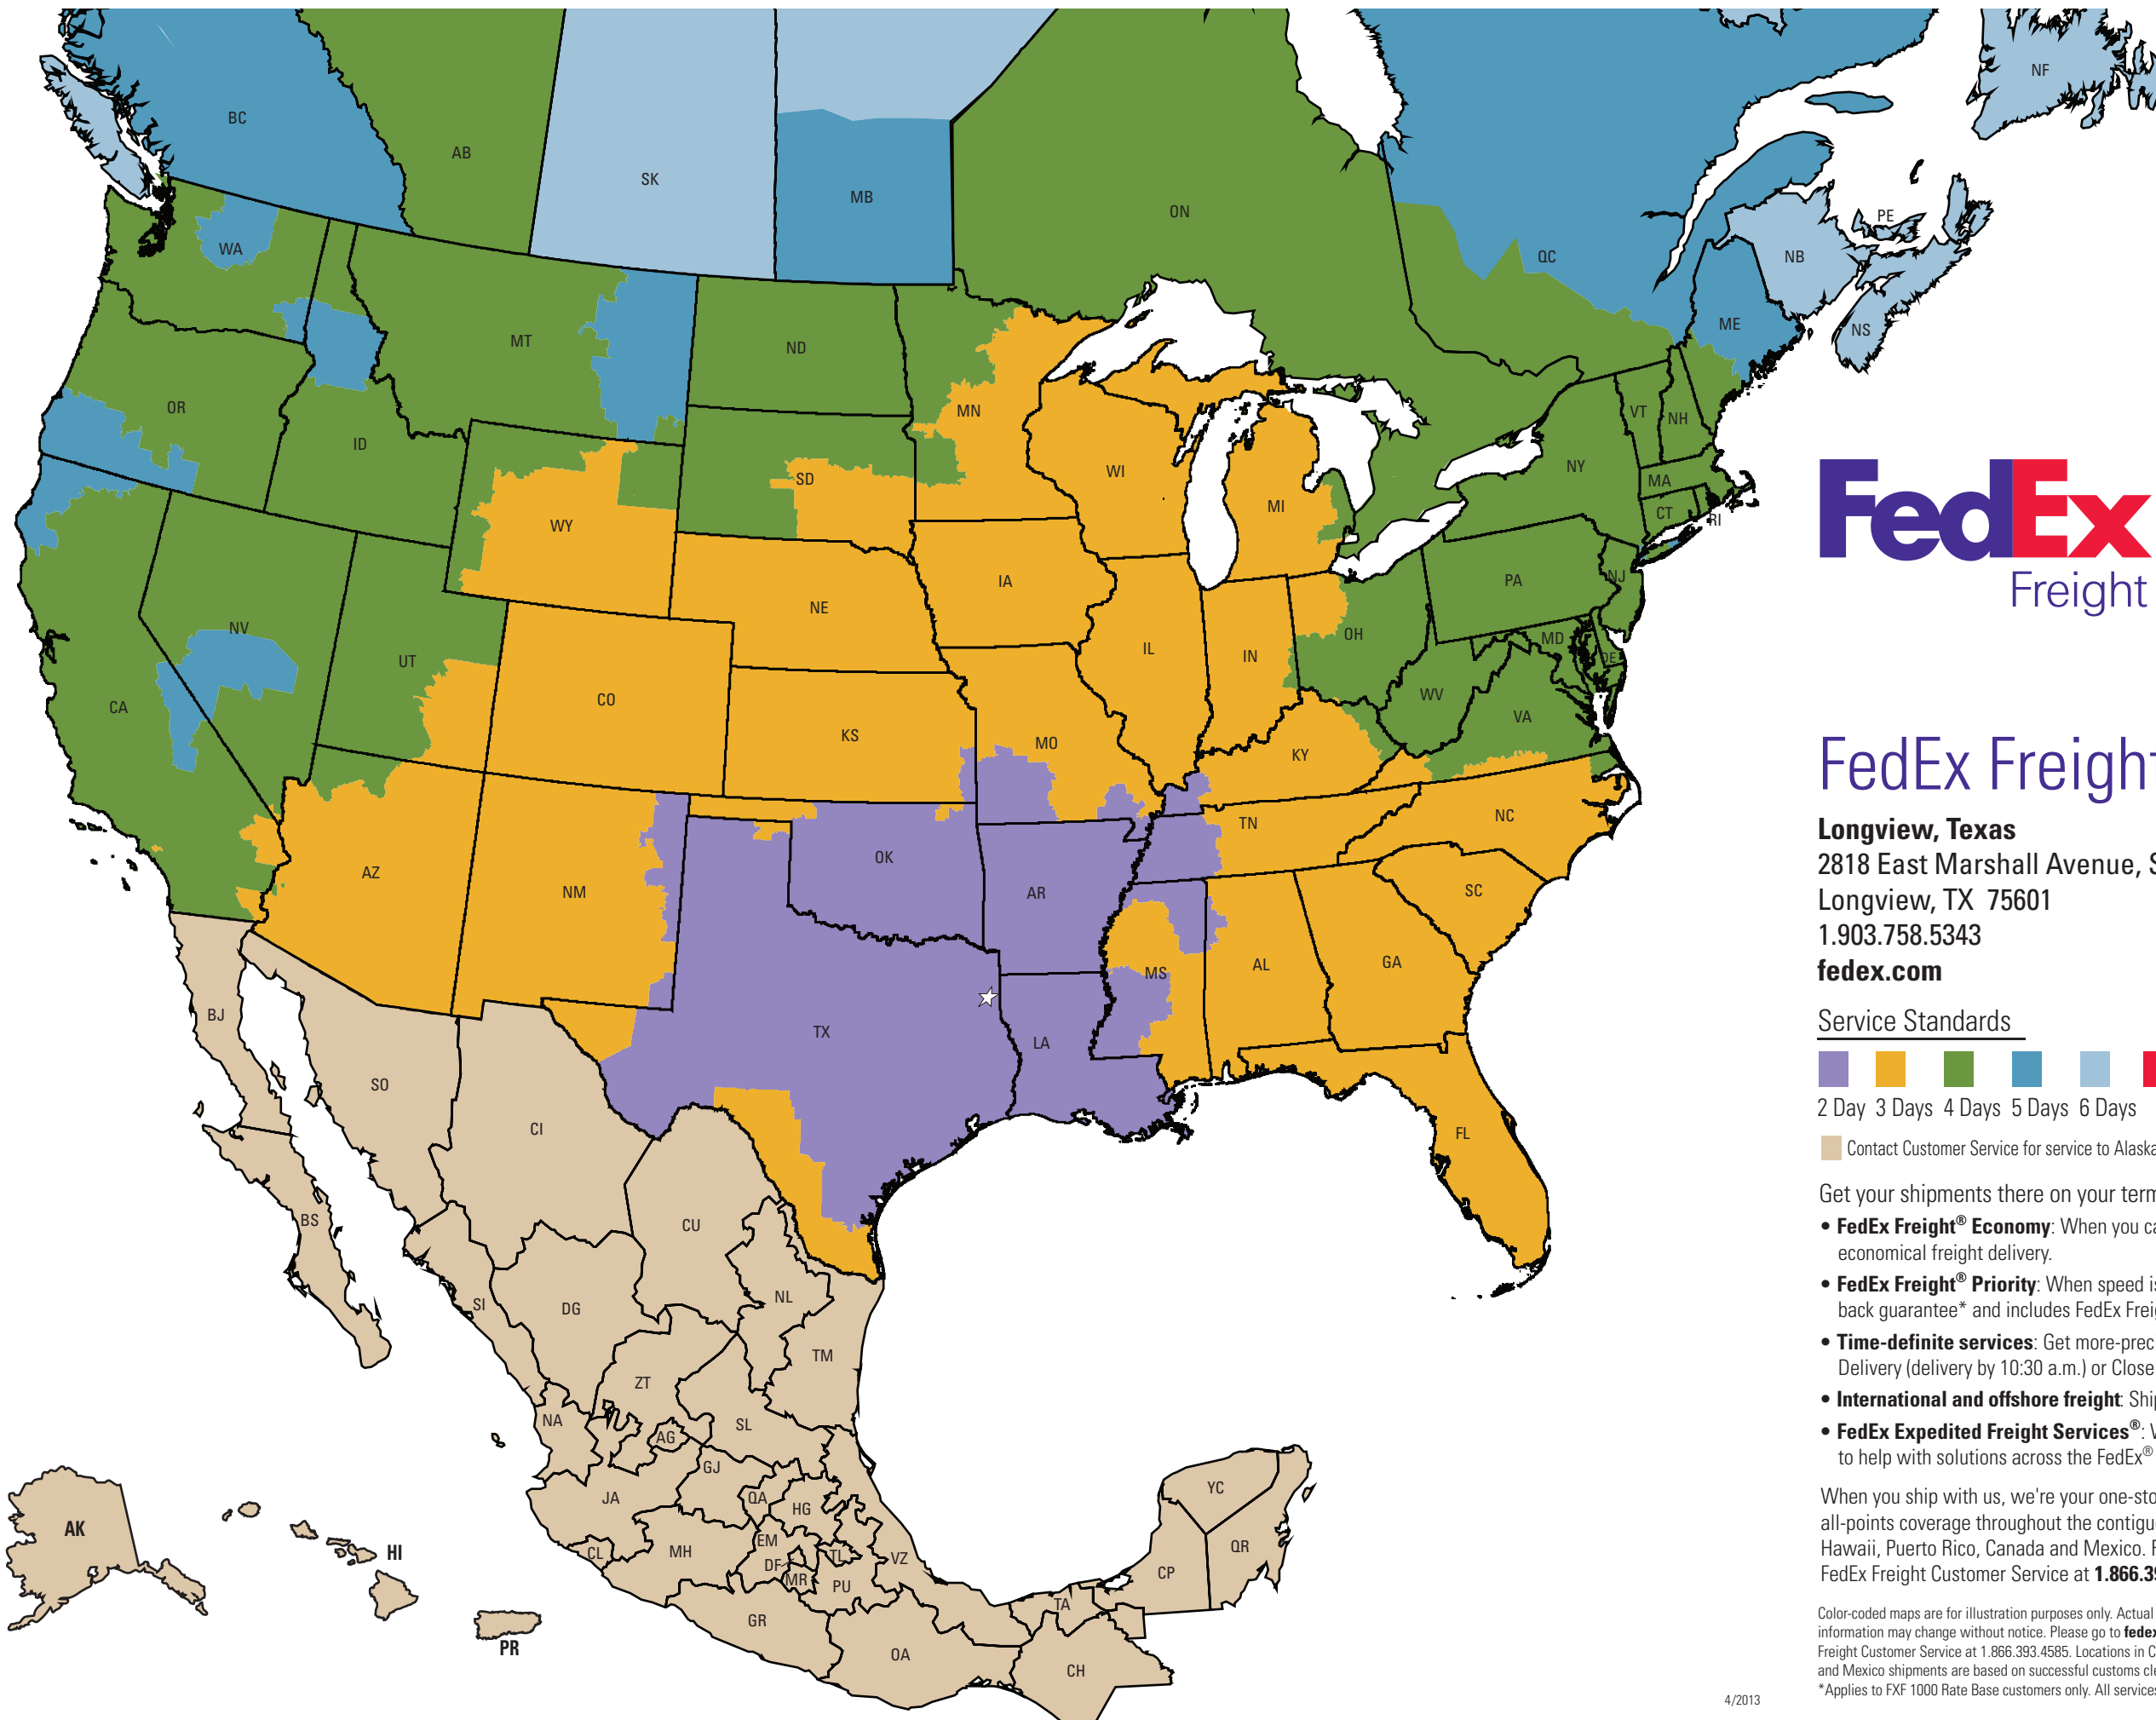 NF
BC
AB
SK
MB
ON
PE
WA
QC
NB
MT
ND
ME
NS
OR
MN
VT
NH
ID
SD
WI
NY
MA
WY
MI
CT
RI
IA
PA
NJ
NE
OH
NV
IL
IN
MD
DE
UT
CO
WV
CA
KS
MO
VA
KY
TN
NC
OK
AZ
NM
AR
SC
MS
AL
GA
BJ
TX
LA
SO
CI
FL
BS
CU
SI
DG
NL
TM
ZT
NA
AG
SL
GJ
JA
QA
HG
YC
AK
HI
CL
MH
EM
DF
TL
VZ
QR
MR
PU
CP
GR
TA
PR
OA
CH
FedEx
Freight
FedEx Freight
Longview, Texas
2818 East Marshall Avenue, S
Longview, TX 75601
1.903.758.5343
fedex.com
Service Standards
2 Day 3 Days 4 Days 5 Days 6 Days
Contact Customer Service for service to Alaska
Get your shipments there on your term
• FedEx Freight® Economy: When you ca
economical freight delivery.
• FedEx Freight® Priority: When speed is
back guarantee* and includes FedEx Freig
• Time-definite services: Get more-prec
Delivery (delivery by 10:30 a.m.) or Close
• International and offshore freight: Ship
• FedEx Expedited Freight Services®: W
to help with solutions across the FedEx®
When you ship with us, we're your one-sto
all-points coverage throughout the contigu
Hawaii, Puerto Rico, Canada and Mexico. F
FedEx Freight Customer Service at 1.866.39
Color-coded maps are for illustration purposes only. Actual
information may change without notice. Please go to fedex
Freight Customer Service at 1.866.393.4585. Locations in C
and Mexico shipments are based on successful customs cle
*Applies to FXF 1000 Rate Base customers only. All services
4/2013